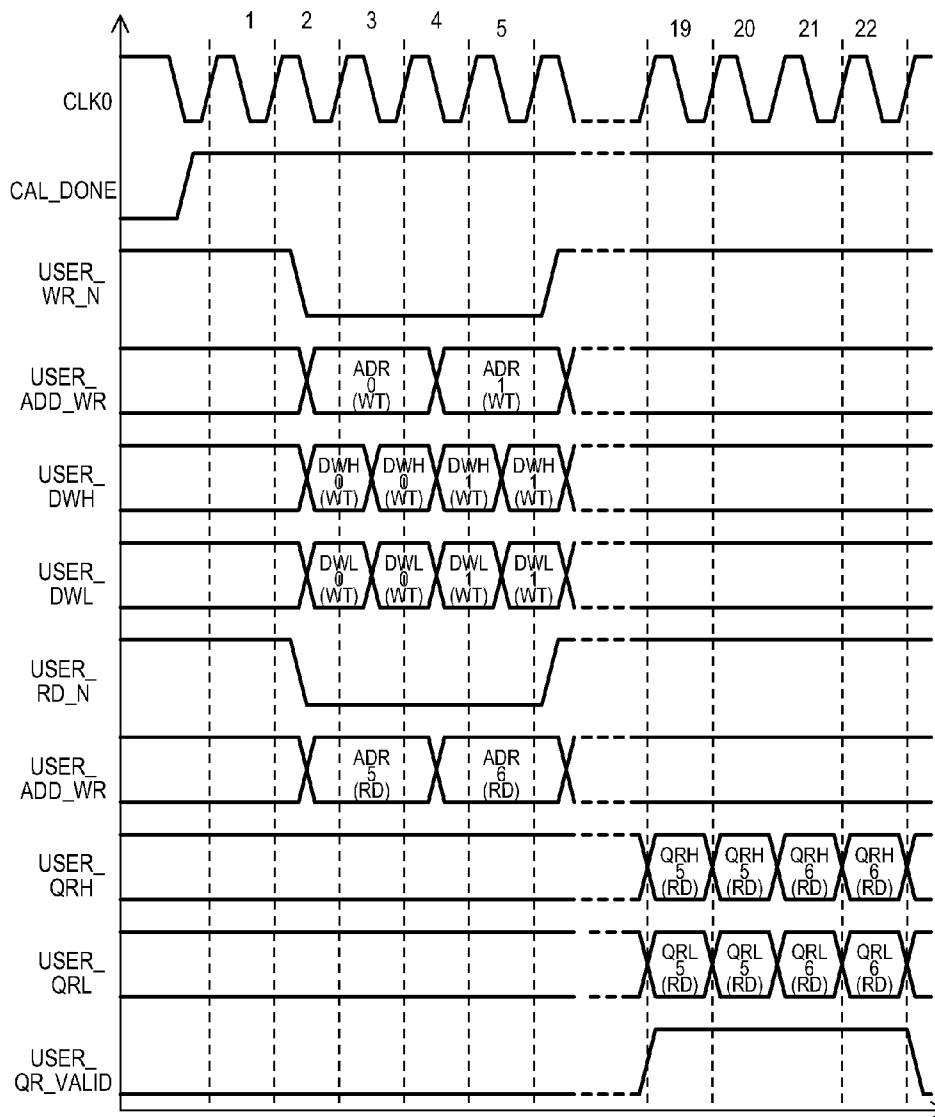 1 2 3 4 5 19 20 21 22
CLK0
CAL_DONE
USER_
WR_N
USER_
ADD_WR
ADR
0
(WT)
ADR
1
(WT)
USER_
DWH
DWH
0
(WT)
DWH
0
(WT)
DWH
1
(WT)
DWH
1
(WT)
USER_
DWL
DWL
0
(WT)
DWL
0
(WT)
DWL
1
(WT)
DWL
1
(WT)
USER_
RD_N
USER_
ADD_WR
ADR
5
(RD)
ADR
6
(RD)
USER_
QRH
QRH
5
(RD)
QRH
5
(RD)
QRH
6
(RD)
QRH
6
(RD)
USER_
QRL
QRL
5
(RD)
QRL
5
(RD)
QRL
6
(RD)
QRL
6
(RD)
USER_
QR_VALID